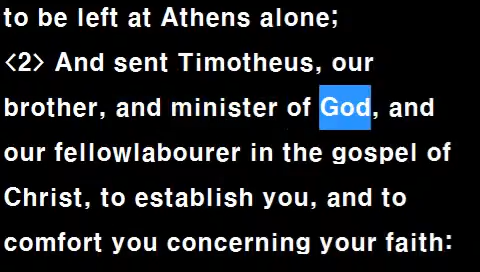 to be left at Athens alone;
<2> And sent Timotheus, our
brother, and minister of God, and
our fellowlabourer in the gospel of
Christ, to establish you, and to
comfort you concerning your faith: